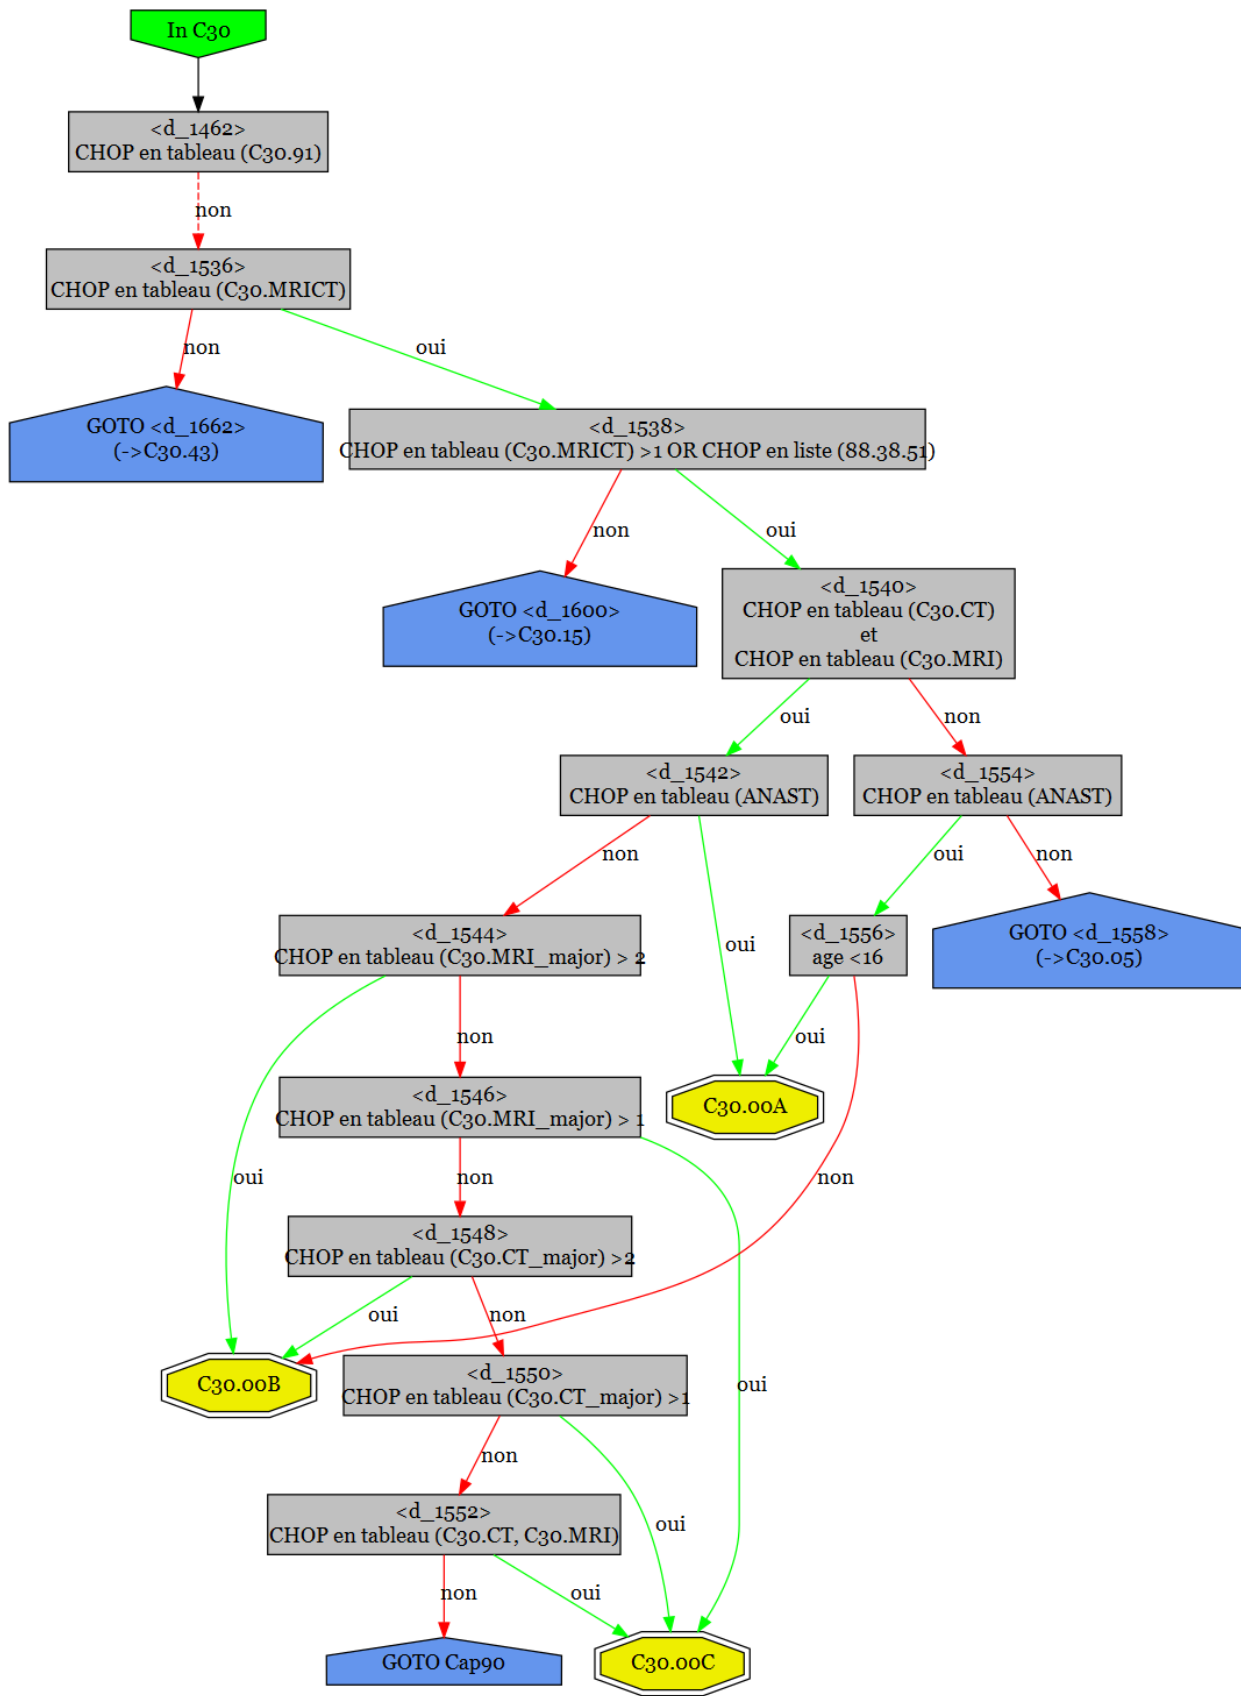 In C30
<d_1462>
CHOP en tableau (C30.91)
non
<d_1536>
CHOP en tableau (C30.MRICT)
non
oui
GOTO <d_1662>
(->C30.43)
<d_1538>
CHOP en tableau (C30.MRICT) >1 OR CHOP en liste (88.38.51)
non
oui
GOTO <d_1600>
(->C30.15)
<d_1540>
CHOP en tableau (C30.CT)
et
CHOP en tableau (C30.MRI)
oui
non
<d_1542>
CHOP en tableau (ANAST)
<d_1554>
CHOP en tableau (ANAST)
non
oui
non
<d_1544>
CHOP en tableau (C30.MRI_major) > 2
oui
<d_1556>
age <16
GOTO <d_1558>
(->C30.05)
non
oui
<d_1546>
CHOP en tableau (C30.MRI_major) > 1
C30.00A
oui
non
non
<d_1548>
CHOP en tableau (C30.CT_major) >2
oui
non
C30.00B
<d_1550>
CHOP en tableau (C30.CT_major) >1
oui
non
<d_1552>
CHOP en tableau (C30.CT, C30.MRI)
oui
non
oui
GOTO Cap90
C30.00C